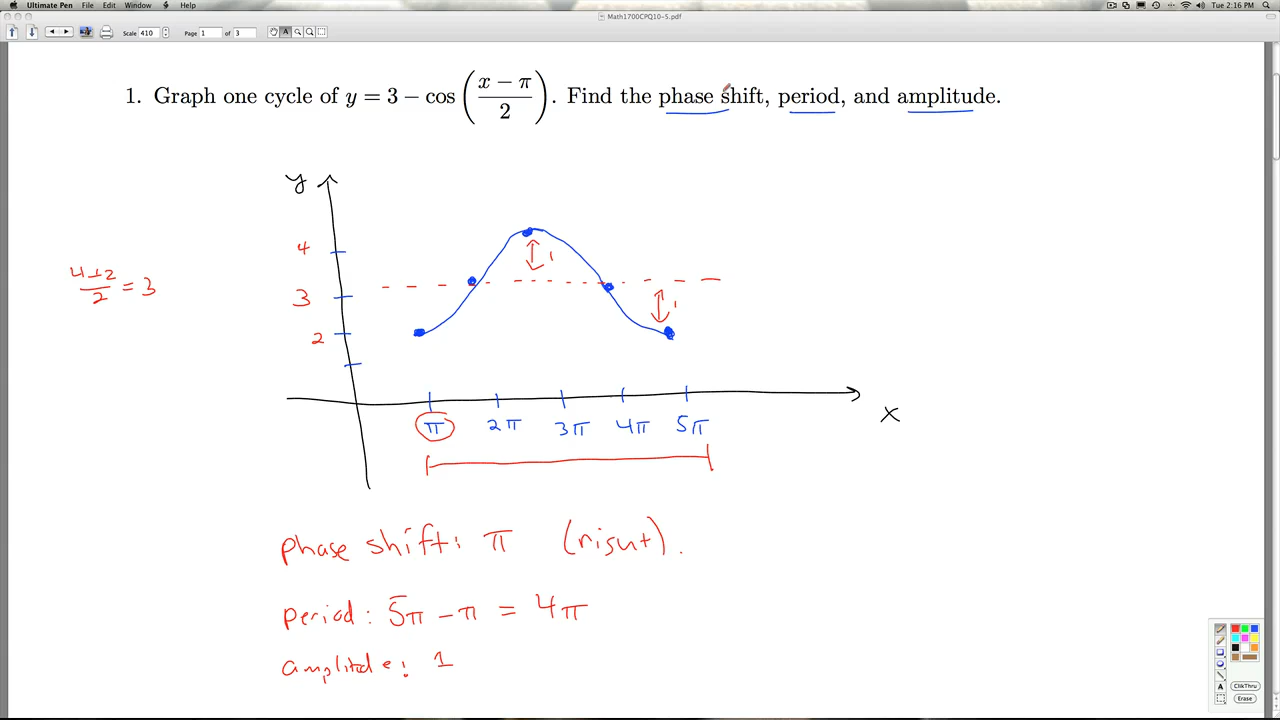 Ultimate Pen File Edit Window Help Tue 2:16 PM
Math1700CPQ10-5.pdf
Scale 410 Page 1 of 3
1. Graph one cycle of y = 3 − cos((x − π)/2). Find the phase shift, period, and amplitude.
y
4
(4+2)/2 = 3
3
2
1
1
π 2π 3π 4π 5π
x
phase shift: π (right).
period: 5π − π = 4π
amplitde: 1
ClikThru
Erase